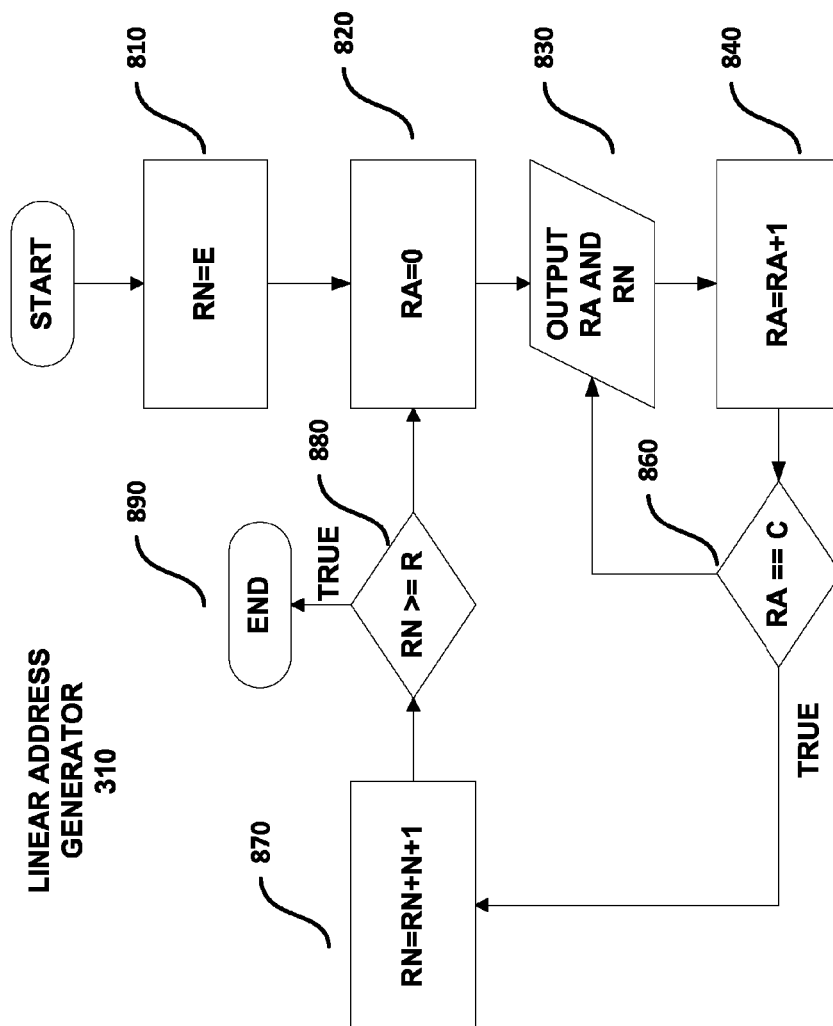 LINEAR ADDRESS
GENERATOR
310
START
810
RN=E
820
RA=0
830
OUTPUT
RA AND
RN
840
RA=RA+1
860
RA == C
TRUE
870
RN=RN+N+1
880
RN >= R
TRUE
890
END